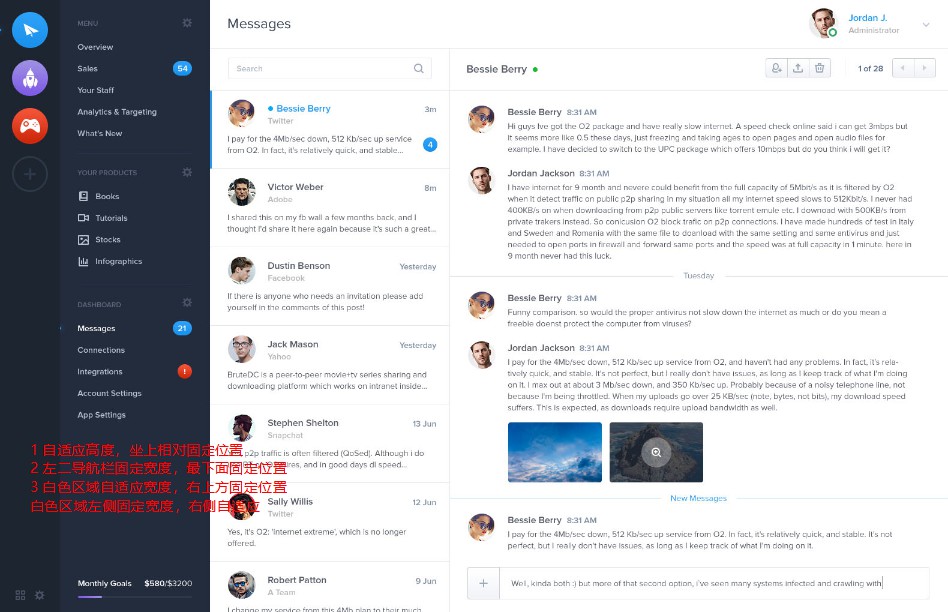 MENU
Overview
Sales 54
Your Staff
Analytics & Targeting
What's New
YOUR PRODUCTS
Books
Tutorials
Stocks
Infographics
DASHBOARD
Messages 21
Connections
Integrations !
Account Settings
App Settings
1 自适应高度，坐上相对固定位置
2 左二导航栏固定宽度，最下面固定位置
3 白色区域自适应宽度，右上方固定位置
白色区域左侧固定宽度，右侧自适应
Monthly Goals $580/$3200
Messages
Jordan J.
Administrator
Search
Bessie Berry 3m
Twitter
I pay for the 4Mb/sec down, 512 Kb/sec up service
from O2. In fact, it's relatively quick, and stable... 4
Victor Weber 8m
Adobe
I shared this on my fb wall a few months back, and I
thought I'd share it here again because it's such a great...
Dustin Benson Yesterday
Facebook
If there is anyone who needs an invitation please add
yourself in the comments of this post!
Jack Mason Yesterday
Yahoo
BruteDC is a peer-to-peer movie+tv series sharing and
downloading platform which works on intranet inside...
Stephen Shelton 13 Jun
Snapchat
p2p traffic is often filtered (QoSed). Although i do
and in good days dl speed...
Sally Willis 12 Jun
Twitter
Yes, it's O2: 'Internet extreme', which is no longer
offered.
Robert Patton 9 Jun
A Team
I change my some of this 4Mb plan to their much
Bessie Berry
1 of 28
Bessie Berry 8:31 AM
Hi guys Ive got the O2 package and have really slow internet. A speed check online said i can get 3mbps but
it seems more like 0.5 these days, just freezing and taking ages to open pages and open audio files for
example. I have decided to switch to the UPC package which offers 10mbps but do you think i will get it?
Jordan Jackson 8:31 AM
I have internet for 9 month and nevere could benefit from the full capacity of 5Mbit/s as it is filtered by O2
when it detect traffic on public p2p sharing in my situation all my internet speed slows to 512Kbit/s. I never had
400KB/s on when downloading from p2p public servers like torrent emule etc. I downoad with 500KB/s from
private trakers instead. So conicusion O2 block trafic on p2p connections. I have made hundreds of test in Italy
and Sweden and Romania with the same file to donload with the same setting and same antivirus and just
needed to open ports in firewall and forward same ports and the speed was at full capacity in 1 minute. here in
9 month never had this luck.
Tuesday
Bessie Berry 8:31 AM
Funny comparison. so would the proper antivirus not slow down the internet as much or do you mean a
freebie doenst protect the computer from viruses?
Jordan Jackson 8:31 AM
I pay for the 4Mb/sec down, 512 Kb/sec up service from O2, and haven't had any problems. In fact, it's rela-
tively quick, and stable. It's not perfect, but I really don't have issues, as long as I keep track of what I'm doing
on it. I max out at about 3 Mb/sec down, and 350 Kb/sec up. Probably because of a noisy telephone line, not
because I'm being throttled. When my uploads go over 25 KB/sec (note, bytes, not bits), my download speed
suffers. This is expected, as downloads require upload bandwidth as well.
New Messages
Bessie Berry 8:31 AM
I pay for the 4Mb/sec down, 512 Kb/sec up service from O2. In fact, it's relatively quick, and stable. It's not
perfect, but I really don't have issues, as long as I keep track of what I'm doing on it.
Well, kinda both :) but more of that second option, i've seen many systems infected and crawling with